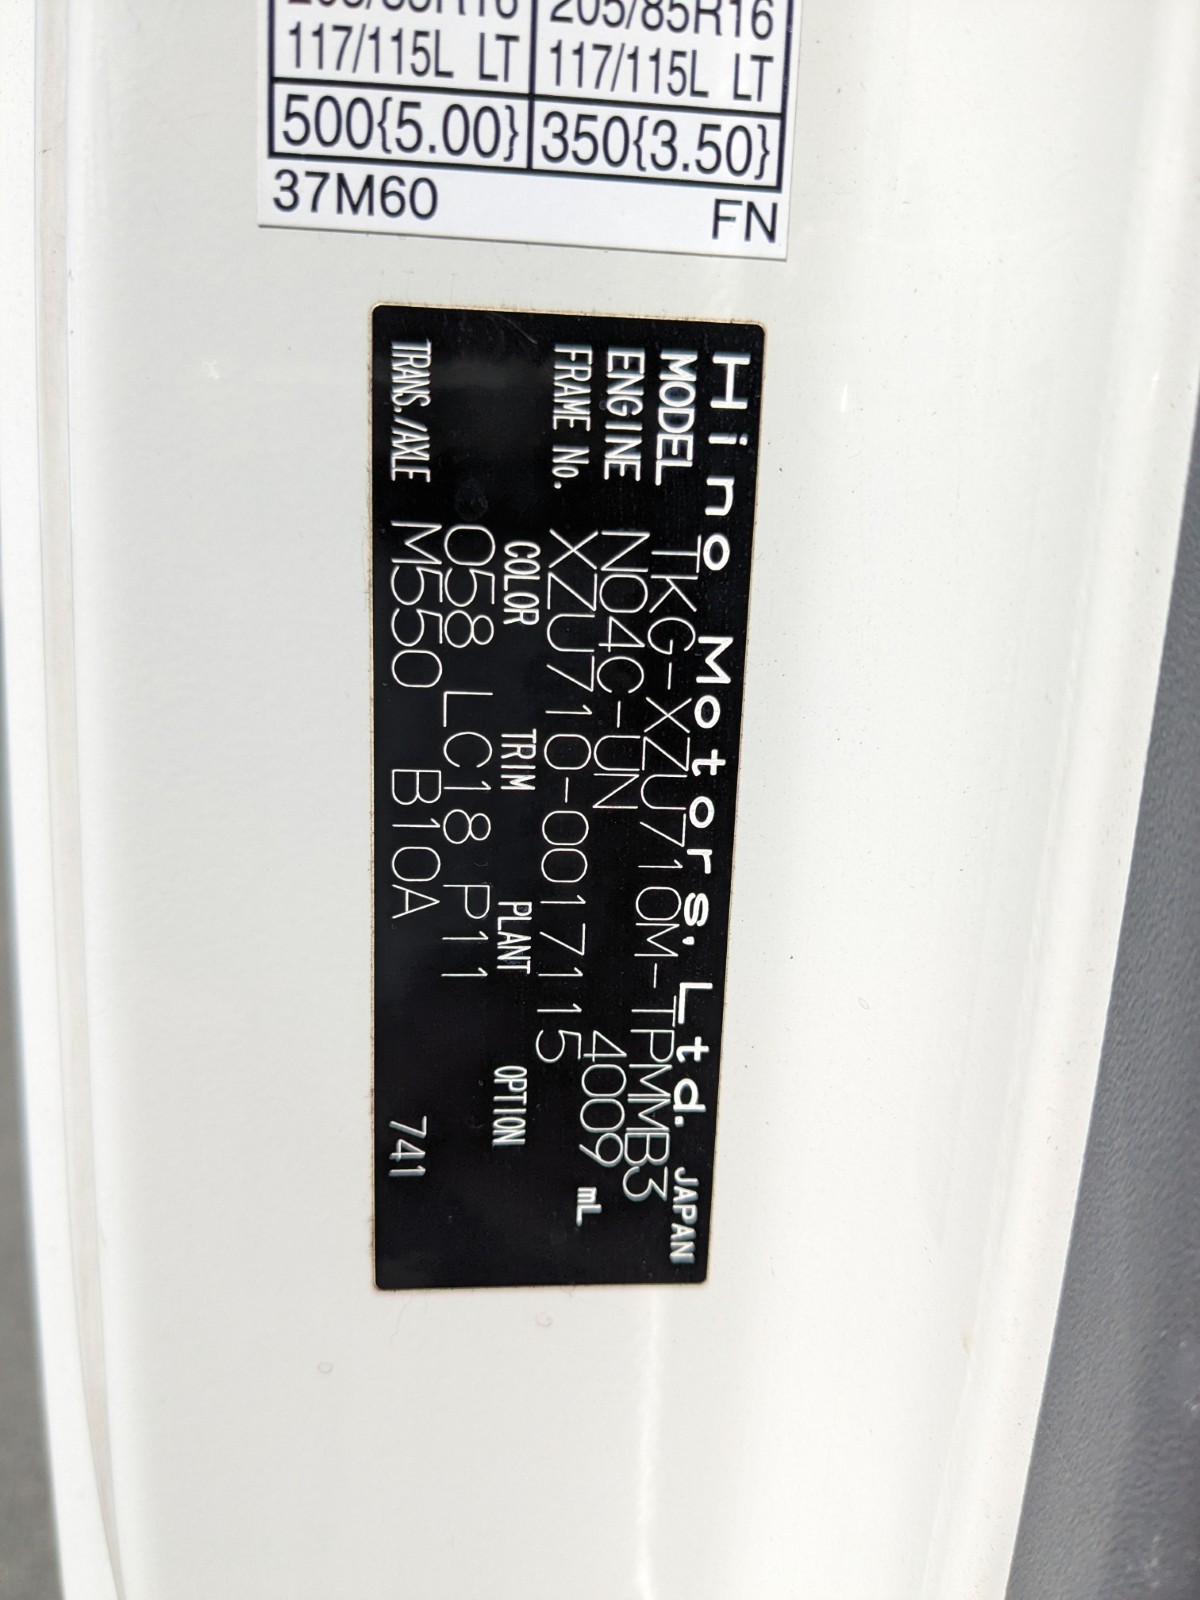 205/85R16 205/85R16
117/115L LT 117/115L LT
500{5.00} 350{3.50}
37M60 FN
Hino Motors, Ltd. JAPAN
MODEL TKG-XZU710M-TPMMB3
ENGINE N04C-UN 4009 mL
FRAME No. XZU710-0017115
COLOR TRIM PLANT OPTION
058 LC18 P11
TRANS./AXLE M550 B10A 741